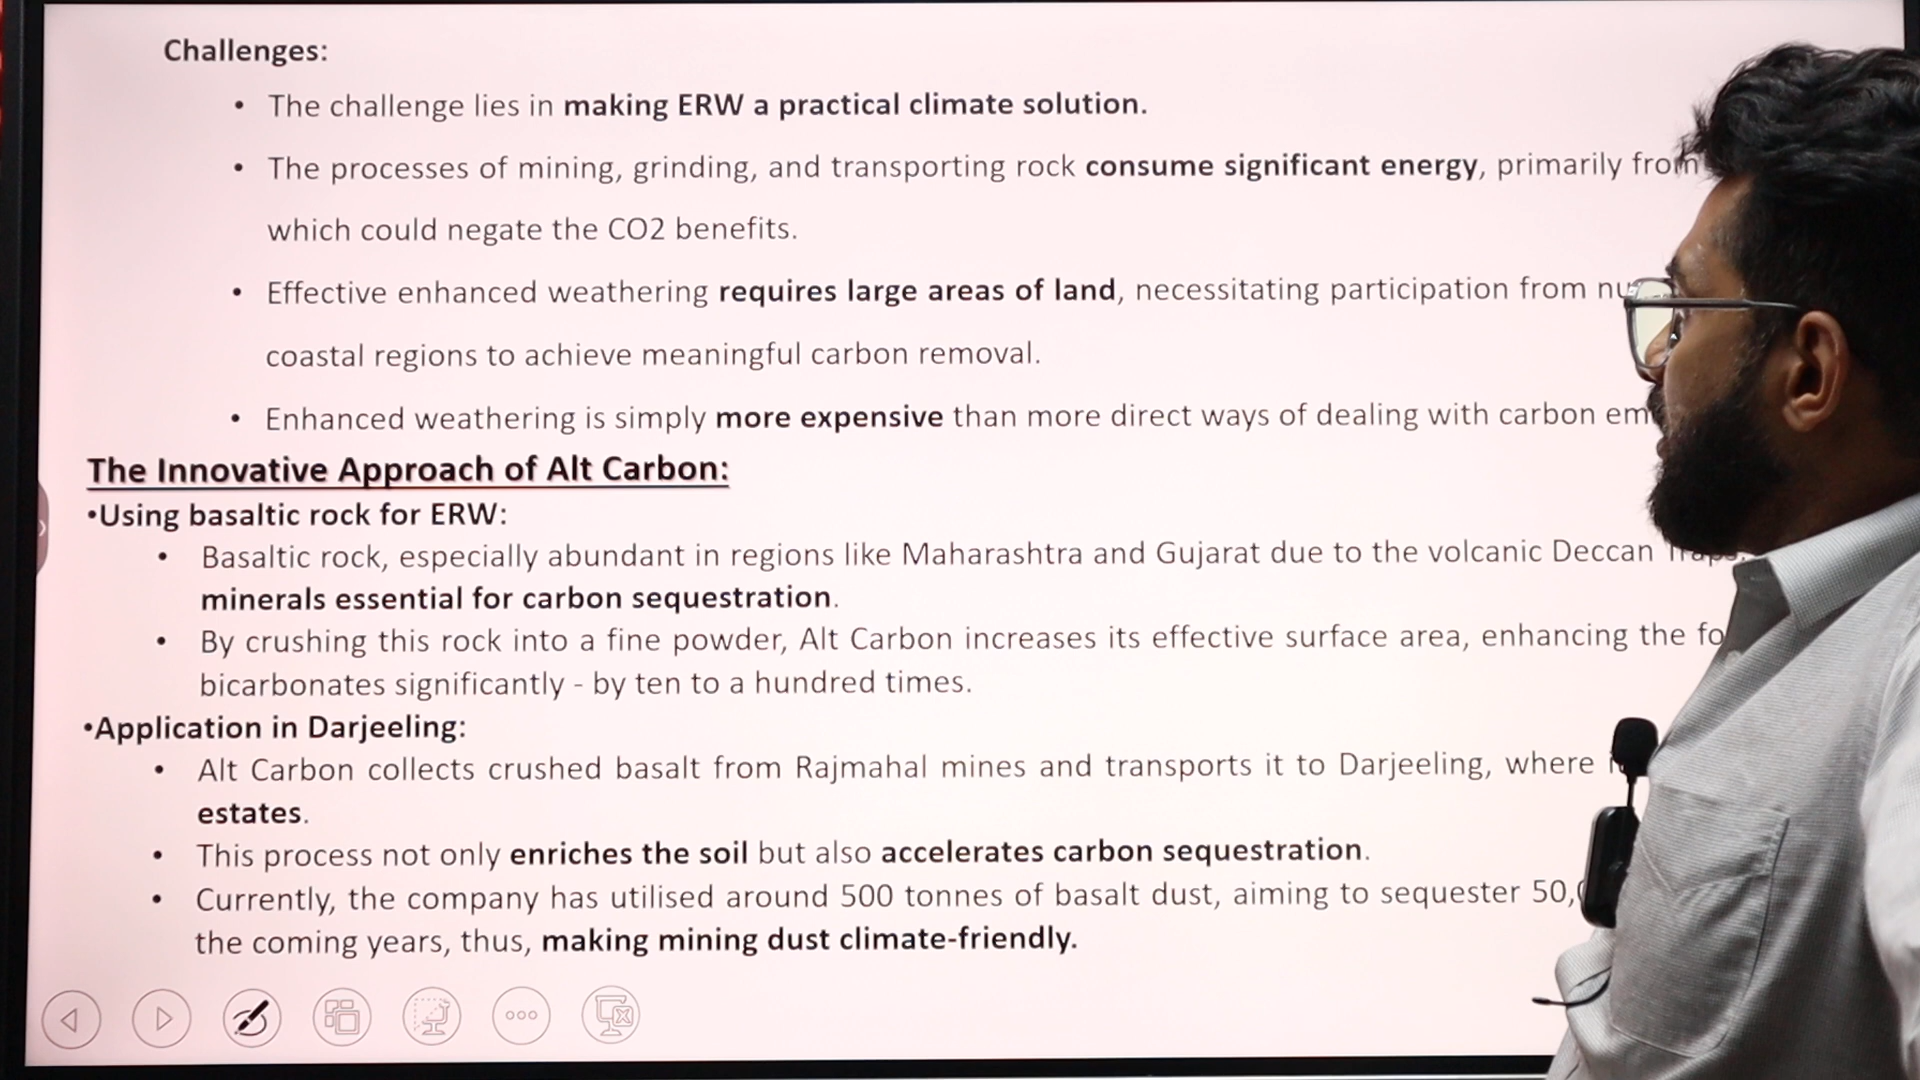 Challenges:
• The challenge lies in making ERW a practical climate solution.
• The processes of mining, grinding, and transporting rock consume significant energy, primarily from
which could negate the CO2 benefits.
• Effective enhanced weathering requires large areas of land, necessitating participation from
coastal regions to achieve meaningful carbon removal.
• Enhanced weathering is simply more expensive than more direct ways of dealing with carbon
The Innovative Approach of Alt Carbon:
•Using basaltic rock for ERW:
• Basaltic rock, especially abundant in regions like Maharashtra and Gujarat due to the volcanic Deccan
minerals essential for carbon sequestration.
• By crushing this rock into a fine powder, Alt Carbon increases its effective surface area, enhancing the
bicarbonates significantly - by ten to a hundred times.
•Application in Darjeeling:
• Alt Carbon collects crushed basalt from Rajmahal mines and transports it to Darjeeling, where
estates.
• This process not only enriches the soil but also accelerates carbon sequestration.
• Currently, the company has utilised around 500 tonnes of basalt dust, aiming to sequester
the coming years, thus, making mining dust climate-friendly.